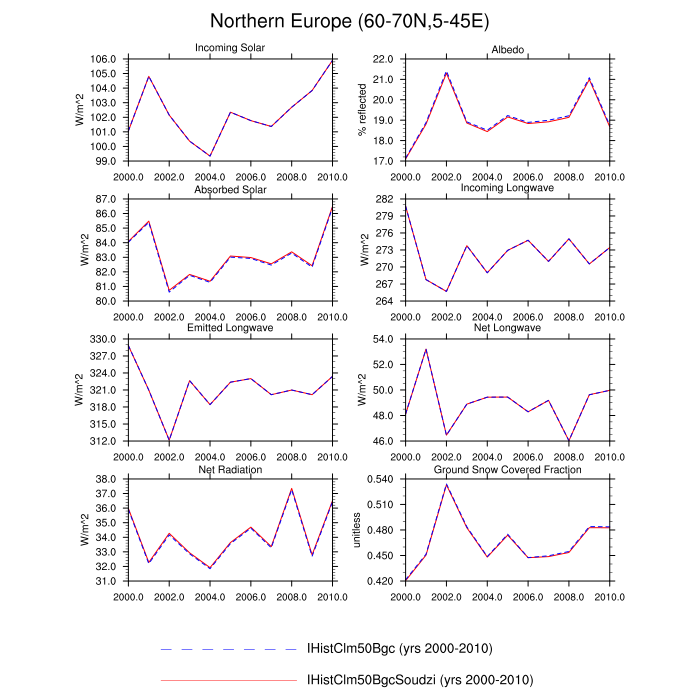 Northern Europe (60-70N,5-45E)
Incoming Solar
W/m^2
106.0
105.0
104.0
103.0
102.0
101.0
100.0
99.0
2000.0 2002.0 2004.0 2006.0 2008.0 2010.0
Albedo
% reflected
22.0
21.0
20.0
19.0
18.0
17.0
2000.0 2002.0 2004.0 2006.0 2008.0 2010.0
Absorbed Solar
W/m^2
87.0
86.0
85.0
84.0
83.0
82.0
81.0
80.0
2000.0 2002.0 2004.0 2006.0 2008.0 2010.0
Incoming Longwave
W/m^2
282
279
276
273
270
267
264
2000.0 2002.0 2004.0 2006.0 2008.0 2010.0
Emitted Longwave
W/m^2
330.0
327.0
324.0
321.0
318.0
315.0
312.0
2000.0 2002.0 2004.0 2006.0 2008.0 2010.0
Net Longwave
W/m^2
54.0
52.0
50.0
48.0
46.0
2000.0 2002.0 2004.0 2006.0 2008.0 2010.0
Net Radiation
W/m^2
38.0
37.0
36.0
35.0
34.0
33.0
32.0
31.0
2000.0 2002.0 2004.0 2006.0 2008.0 2010.0
Ground Snow Covered Fraction
unitless
0.540
0.510
0.480
0.450
0.420
2000.0 2002.0 2004.0 2006.0 2008.0 2010.0
IHistClm50Bgc (yrs 2000-2010)
IHistClm50BgcSoudzi (yrs 2000-2010)